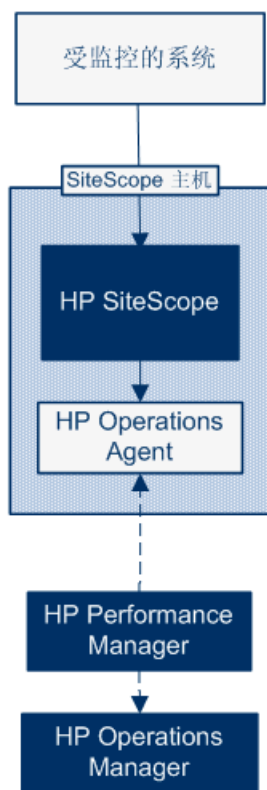 受监控的系统
SiteScope 主机
HP SiteScope
HP Operations
Agent
HP Performance
Manager
HP Operations
Manager